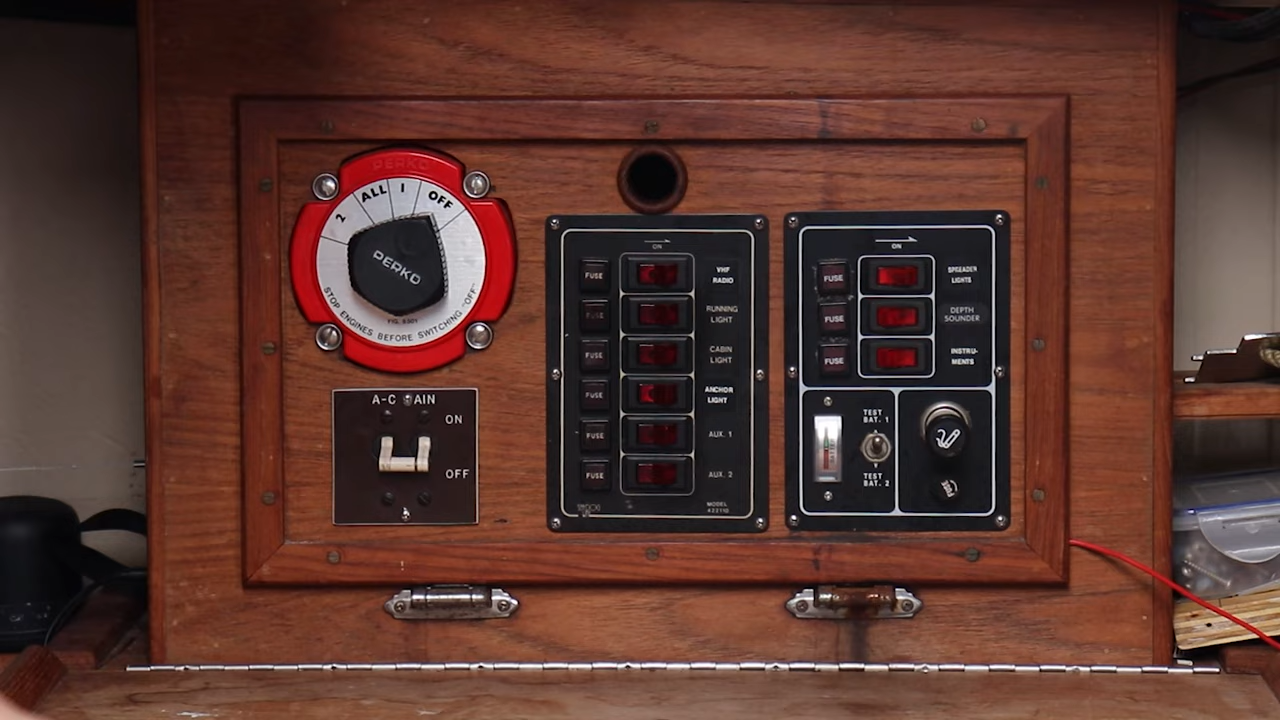 PERKO
2 ALL 1 OFF
PERKO
FIG. 8501
STOP ENGINES BEFORE SWITCHING "OFF"
A-C MAIN
ON
OFF
ON
FUSE VHF
RADIO
FUSE RUNNING
LIGHT
FUSE CABIN
LIGHT
FUSE ANCHOR
LIGHT
FUSE AUX. 1
FUSE AUX. 2
MODEL
ON
FUSE SPREADER
LIGHTS
FUSE DEPTH
SOUNDER
FUSE INSTRU-
MENTS
TEST
BAT. 1
TEST
BAT. 2